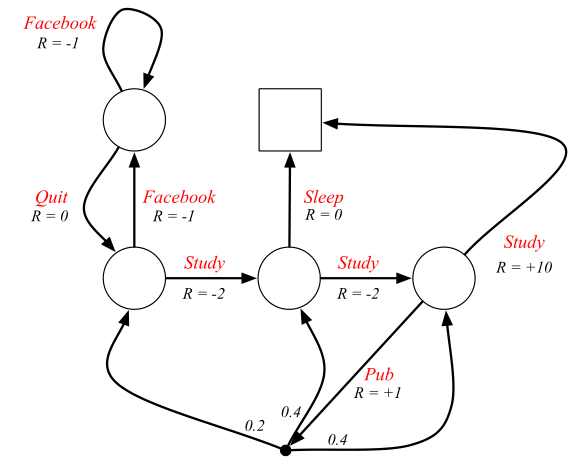 Facebook
R = -1
Quit
R = 0
Facebook
R = -1
Sleep
R = 0
Study
R = -2
Study
R = -2
Study
R = +10
Pub
R = +1
0.2
0.4
0.4